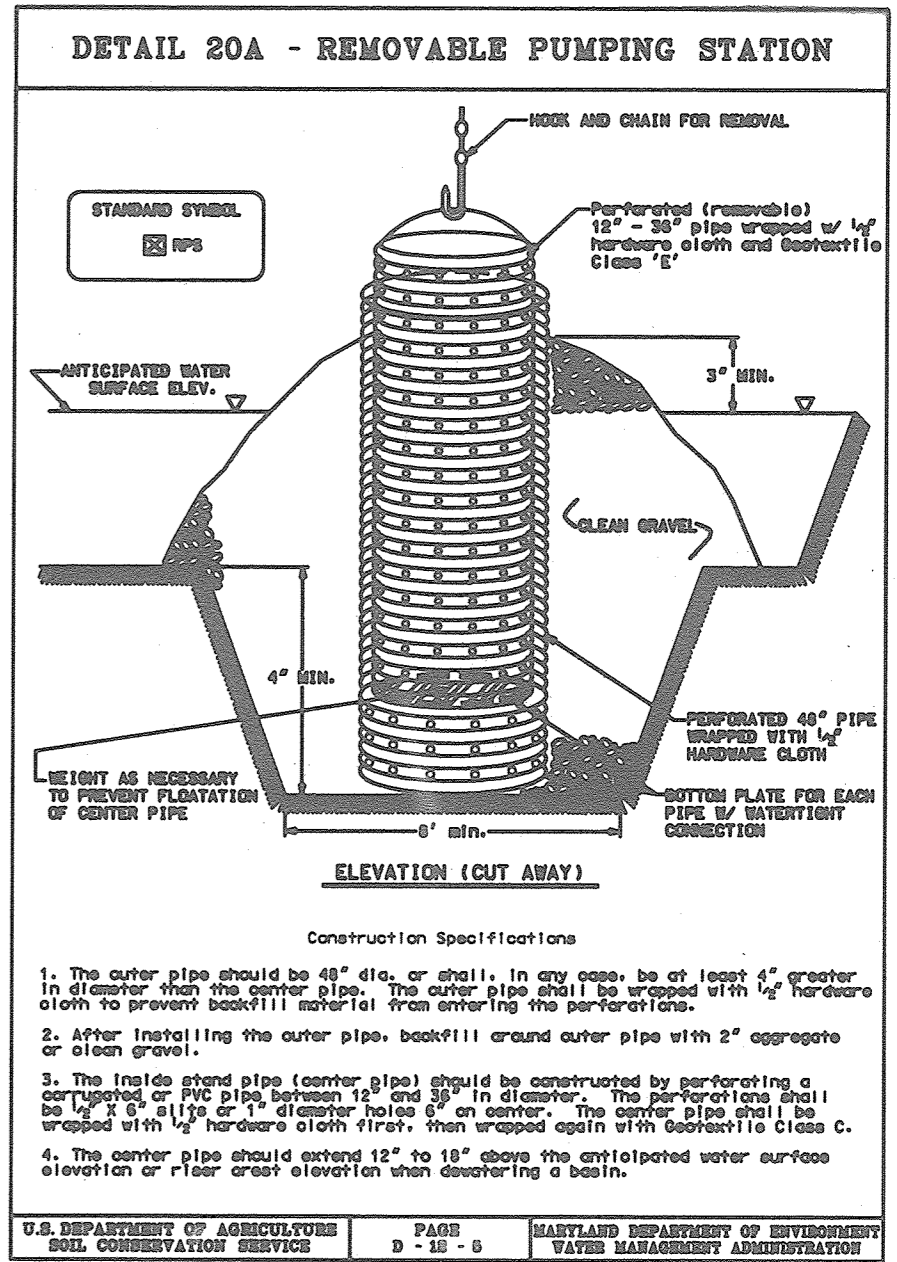 DETAIL 20A - REMOVABLE PUMPING STATION
HOOK AND CHAIN FOR REMOVAL
STANDARD SYMBOL
RPS
Perforated (removable)
12" - 36" pipe wrapped w/ 1/2"
hardware cloth and Geotextile
Class 'E'
ANTICIPATED WATER
SURFACE ELEV.
3" MIN.
CLEAN GRAVEL
4" MIN.
PERFORATED 48" PIPE
WRAPPED WITH 1/2"
HARDWARE CLOTH
WEIGHT AS NECESSARY
TO PREVENT FLOATATION
OF CENTER PIPE
BOTTOM PLATE FOR EACH
PIPE W/ WATERTIGHT
CONNECTION
min.
ELEVATION (CUT AWAY)
Construction Specifications
1. The outer pipe should be 48" dia. or shall, in any case, be at least 4" greater
in diameter than the center pipe. The outer pipe shall be wrapped with 1/2" hardware
cloth to prevent backfill material from entering the perforations.
2. After installing the outer pipe, backfill around outer pipe with 2" aggregate
or clean gravel.
3. The inside stand pipe (center pipe) should be constructed by perforating a
corrugated or PVC pipe between 12" and 36" in diameter. The perforations shall
be 1/2" X 6" slits or 1" diameter holes 6" on center. The center pipe shall be
wrapped with 1/2" hardware cloth first, then wrapped again with Geotextile Class C.
4. The center pipe should extend 12" to 18" above the anticipated water surface
elevation or riser crest elevation when dewatering a basin.
U.S. DEPARTMENT OF AGRICULTURE
SOIL CONSERVATION SERVICE
PAGE
D - 12 -
MARYLAND DEPARTMENT OF ENVIRONMENT
WATER MANAGEMENT ADMINISTRATION